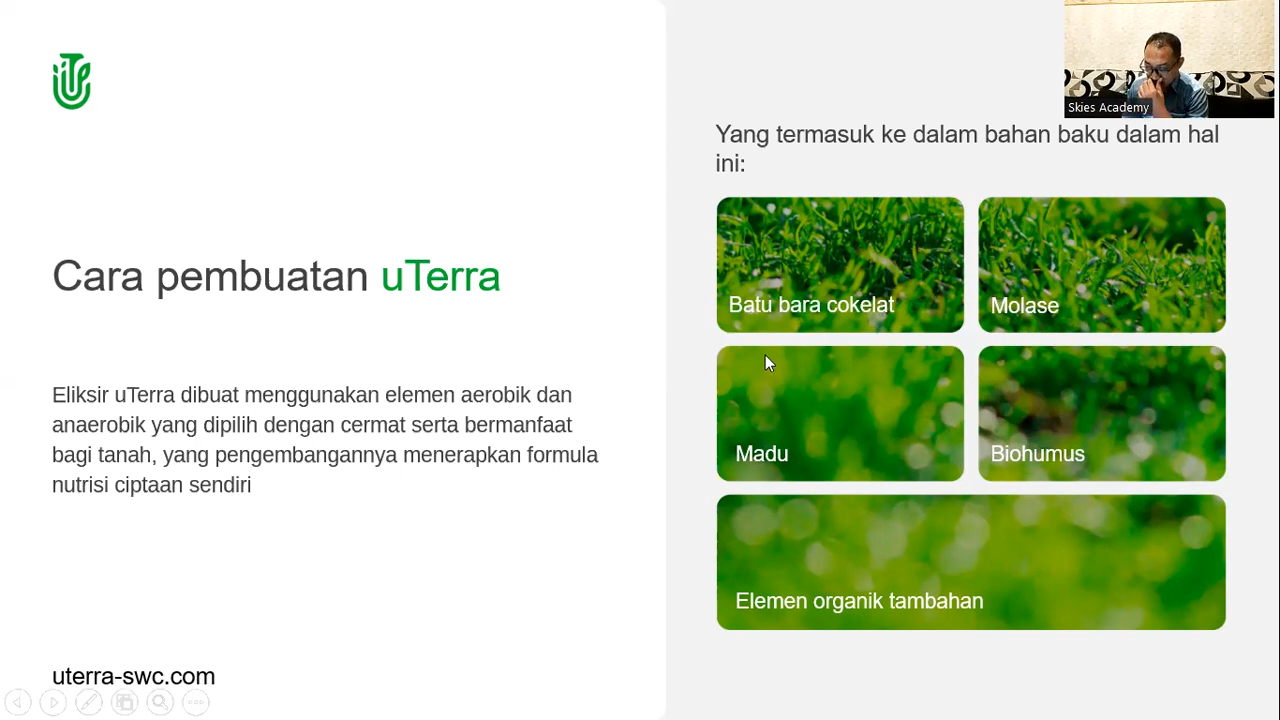 Skies Academy
Cara pembuatan uTerra
Eliksir uTerra dibuat menggunakan elemen aerobik dan
anaerobik yang dipilih dengan cermat serta bermanfaat
bagi tanah, yang pengembangannya menerapkan formula
nutrisi ciptaan sendiri
uterra-swc.com
Yang termasuk ke dalam bahan baku dalam hal
ini:
Batu bara cokelat
Molase
Madu
Biohumus
Elemen organik tambahan